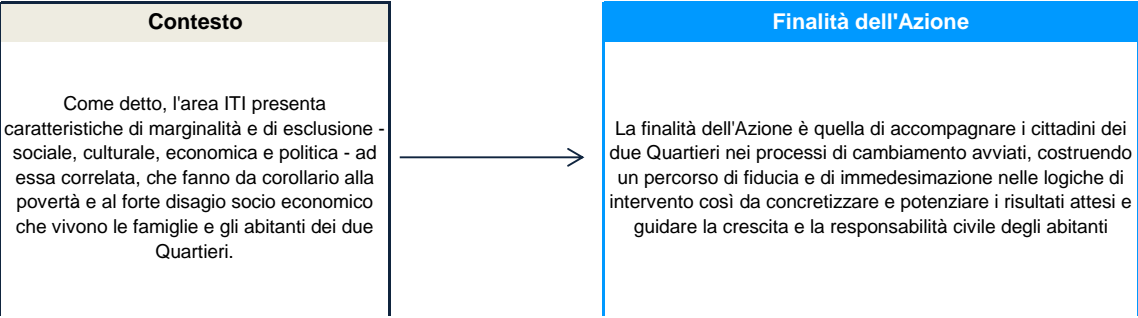 Contesto
Come detto, l'area ITI presenta
caratteristiche di marginalità e di esclusione -
sociale, culturale, economica e politica - ad
essa correlata, che fanno da corollario alla
povertà e al forte disagio socio economico
che vivono le famiglie e gli abitanti dei due
Quartieri.
Finalità dell'Azione
La finalità dell'Azione è quella di accompagnare i cittadini dei
due Quartieri nei processi di cambiamento avviati, costruendo
un percorso di fiducia e di immedesimazione nelle logiche di
intervento così da concretizzare e potenziare i risultati attesi e
guidare la crescita e la responsabilità civile degli abitanti